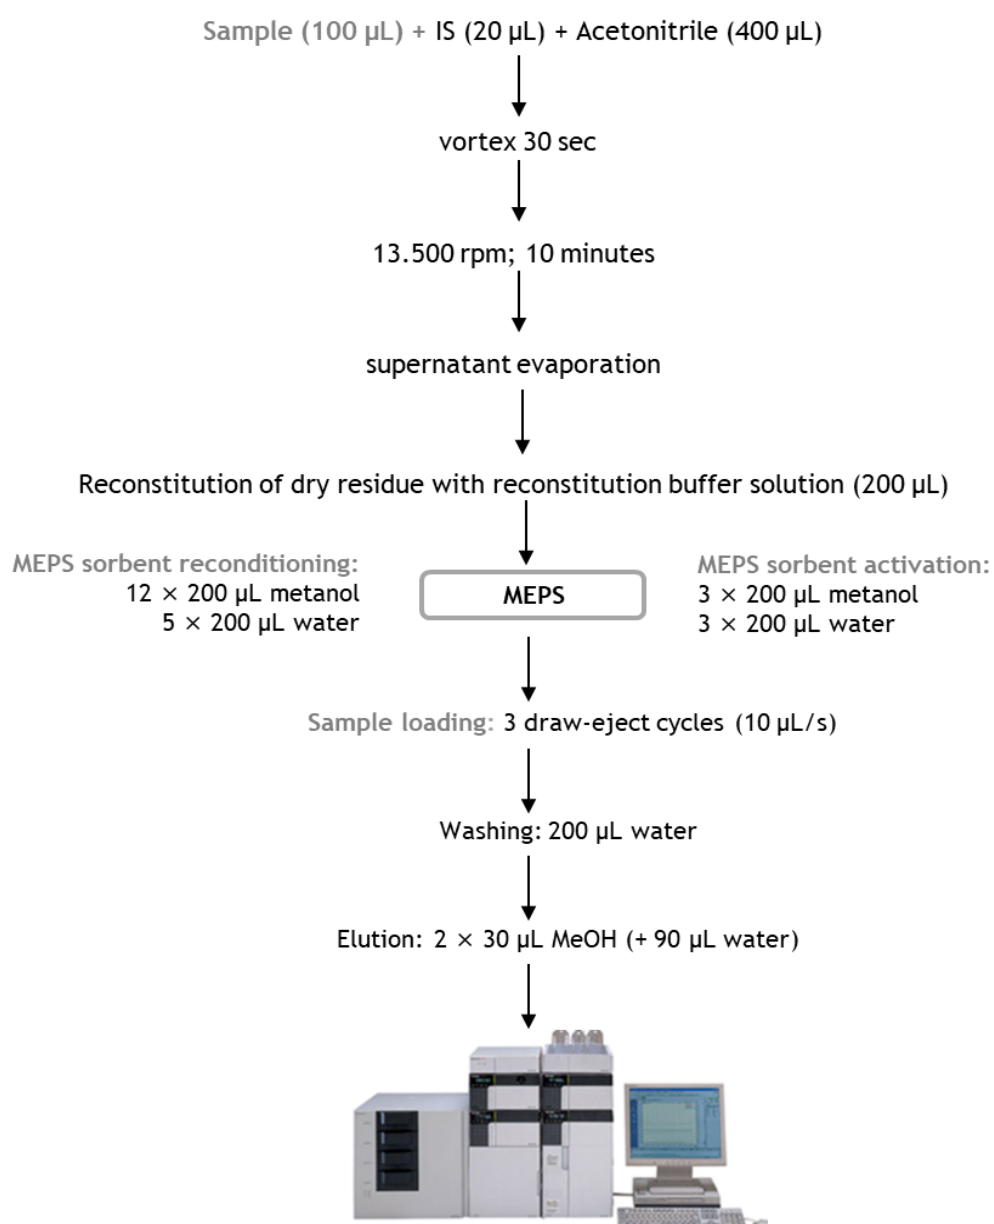 Sample (100 µL) + IS (20 µL) + Acetonitrile (400 µL)
vortex 30 sec
13.500 rpm; 10 minutes
supernatant evaporation
Reconstitution of dry residue with reconstitution buffer solution (200 µL)
MEPS sorbent reconditioning:
12 × 200 µL metanol
5 × 200 µL water
MEPS
MEPS sorbent activation:
3 × 200 µL metanol
3 × 200 µL water
Sample loading: 3 draw-eject cycles (10 µL/s)
Washing: 200 µL water
Elution: 2 × 30 µL MeOH (+ 90 µL water)